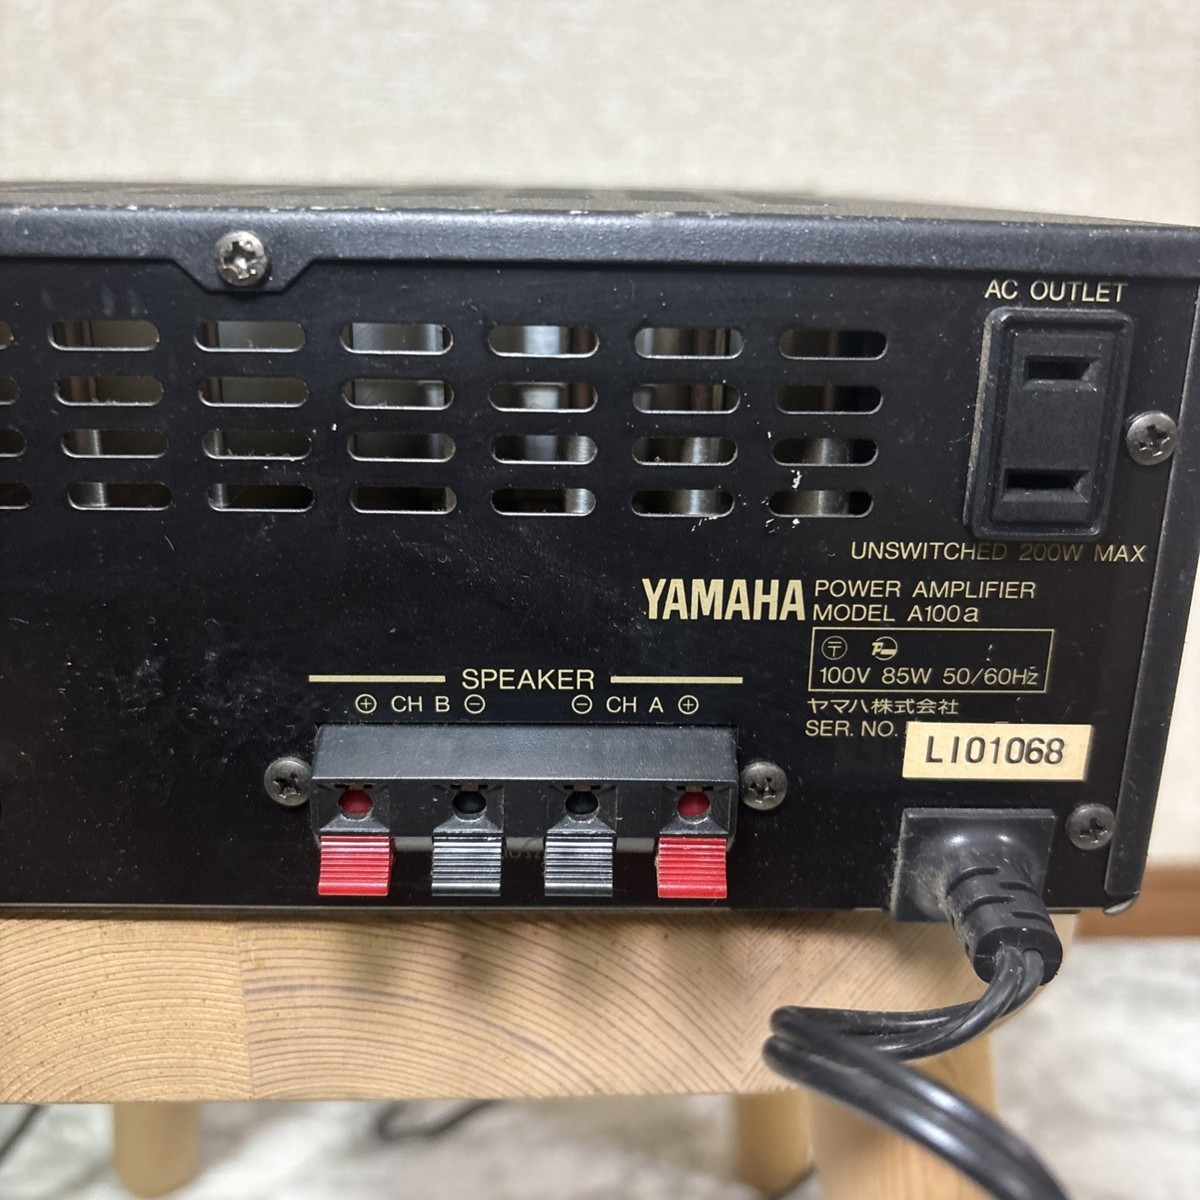 AC OUTLET
UNSWITCHED 200W MAX
YAMAHA POWER AMPLIFIER
MODEL A100a
100V 85W 50/60Hz
ヤマハ株式会社
SER. NO.
LI01068
SPEAKER
⊕ CH B ⊖ ⊖ CH A ⊕